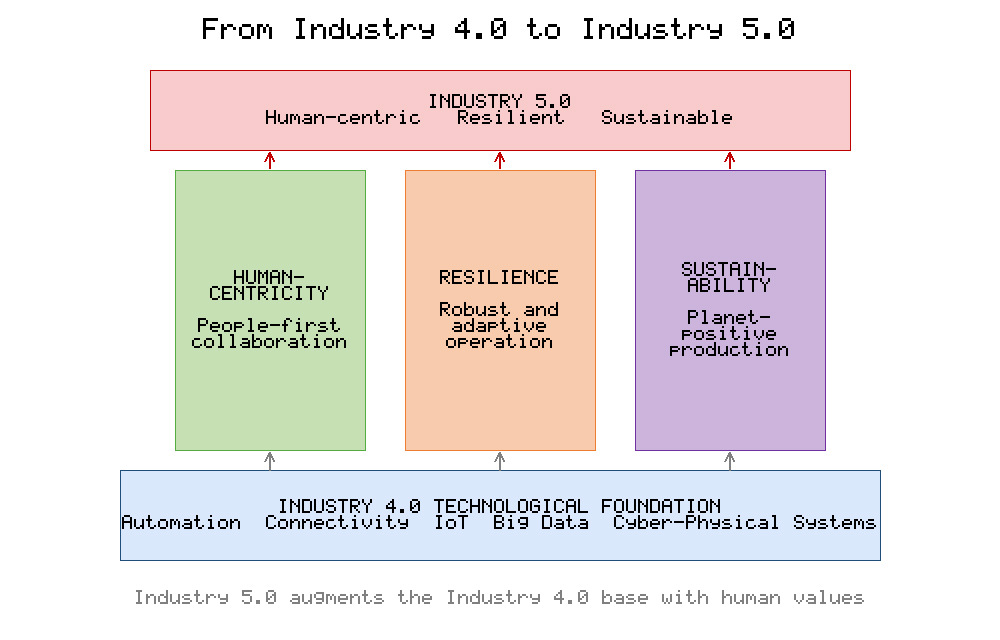 From Industry 4.0 to Industry 5.0
INDUSTRY 5.0
Human-centric   Resilient   Sustainable
HUMAN-
CENTRICITY
People-first
collaboration
RESILIENCE
Robust and
adaptive
operation
SUSTAIN-
ABILITY
Planet-
positive
production
INDUSTRY 4.0 TECHNOLOGICAL FOUNDATION
Automation  Connectivity  IoT  Big Data  Cyber-Physical Systems
Industry 5.0 augments the Industry 4.0 base with human values